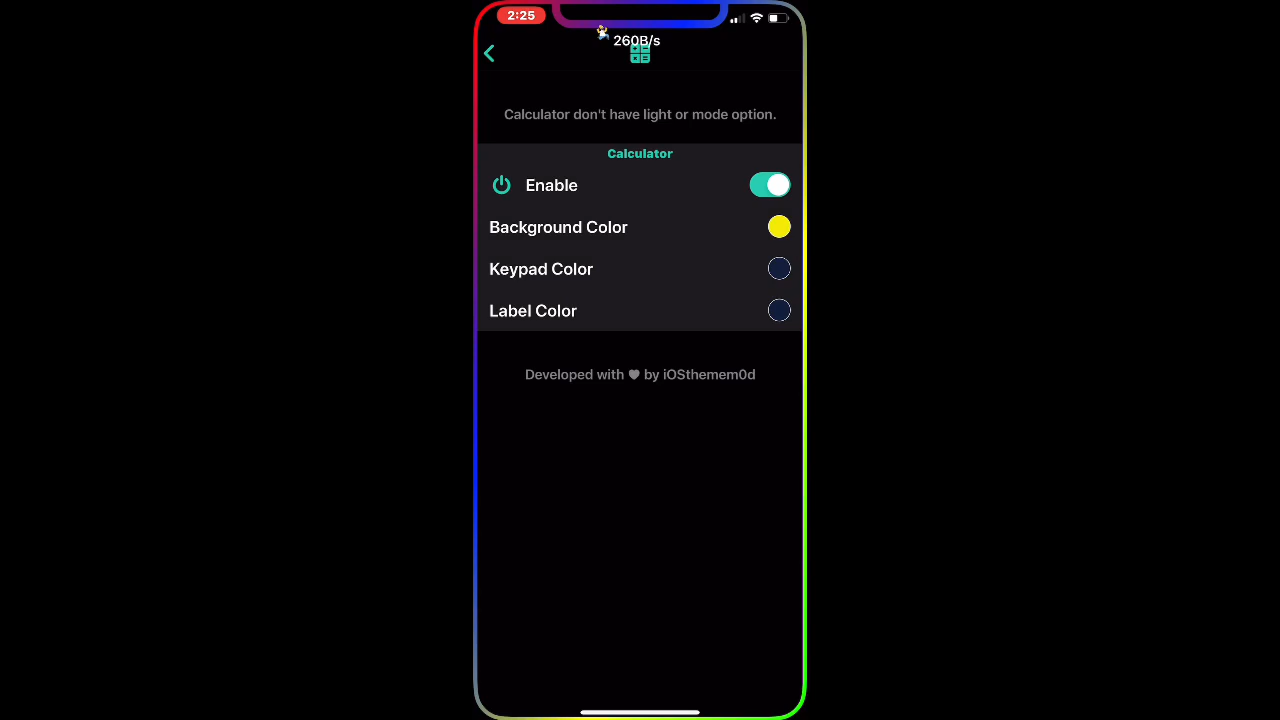 2:25
260B/s
Calculator don't have light or mode option.
Calculator
Enable
Background Color
Keypad Color
Label Color
Developed with ♥ by iOSthemem0d